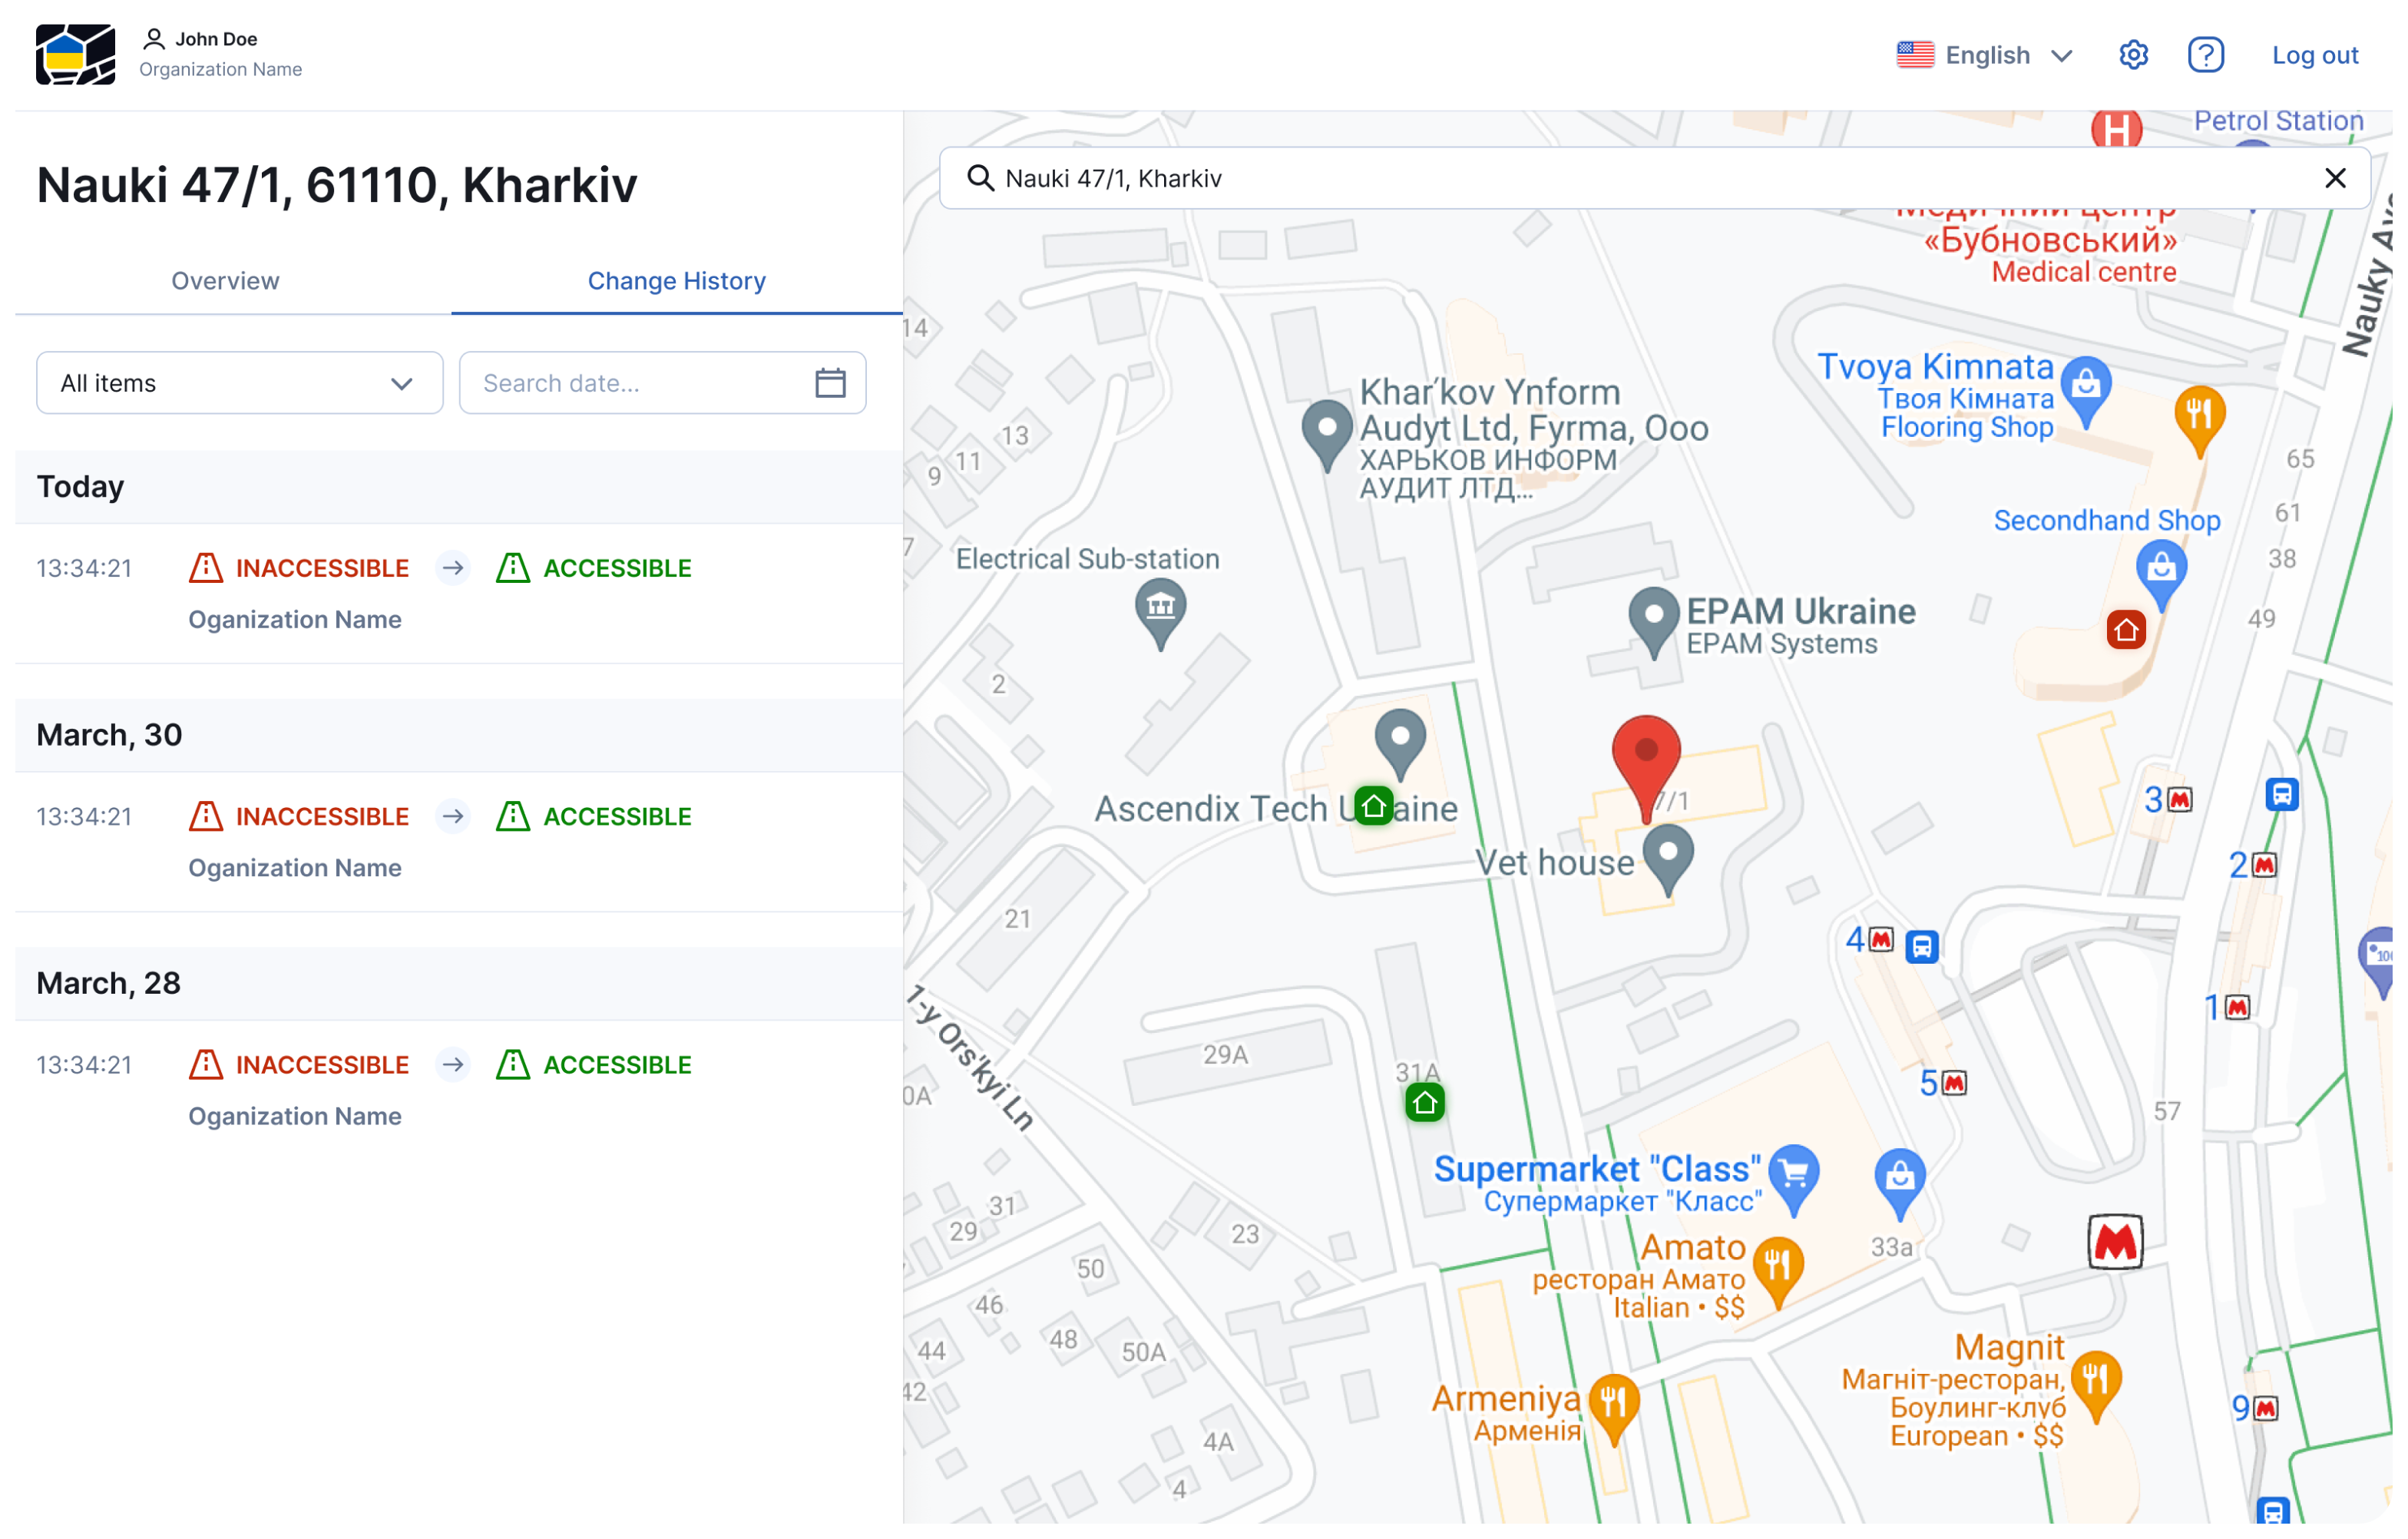 John Doe
Organization Name
English
Log out
Nauki 47/1, 61110, Kharkiv
Overview
Change History
All items
Search date...
Today
13:34:21
INACCESSIBLE
ACCESSIBLE
Oganization Name
March, 30
13:34:21
INACCESSIBLE
ACCESSIBLE
Oganization Name
March, 28
13:34:21
INACCESSIBLE
ACCESSIBLE
Oganization Name
Nauki 47/1, Kharkiv
H
Petrol Station
Медичний центр
«Бубновський»
Medical centre
Nauky
14
Khar'kov Ynform
Audyt Ltd, Fyrma, Ooo
ХАРЬКОВ ИНФОРМ
АУДИТ ЛТД...
Tvoya Kimnata
Твоя Кімната
Flooring Shop
13
11
9
65
61
Secondhand Shop
38
7
Electrical Sub-station
EPAM Ukraine
EPAM Systems
49
2
7/1
Ascendix Tech U aine
3
Vet house
2
21
4
1
1-y Ors'kyi Ln
29A
31A
0A
5
57
Supermarket "Class"
Супермаркет "Класс"
31
29
23
33a
Amato
ресторан Амато
Italian • $$
50
46
48
44
50A
42
Magnit
Магніт-ресторан,
Боулинг-клуб
European • $$
Armeniya
Арменія
9
4A
4